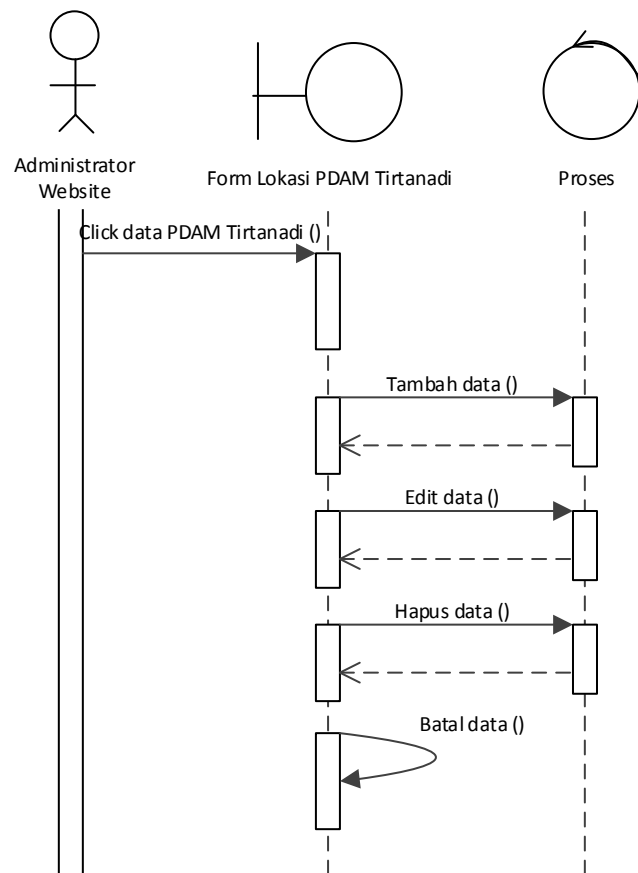 Administrator
Website
Form Lokasi PDAM Tirtanadi
Proses
Click data PDAM Tirtanadi ()
Tambah data ()
Edit data ()
Hapus data ()
Batal data ()